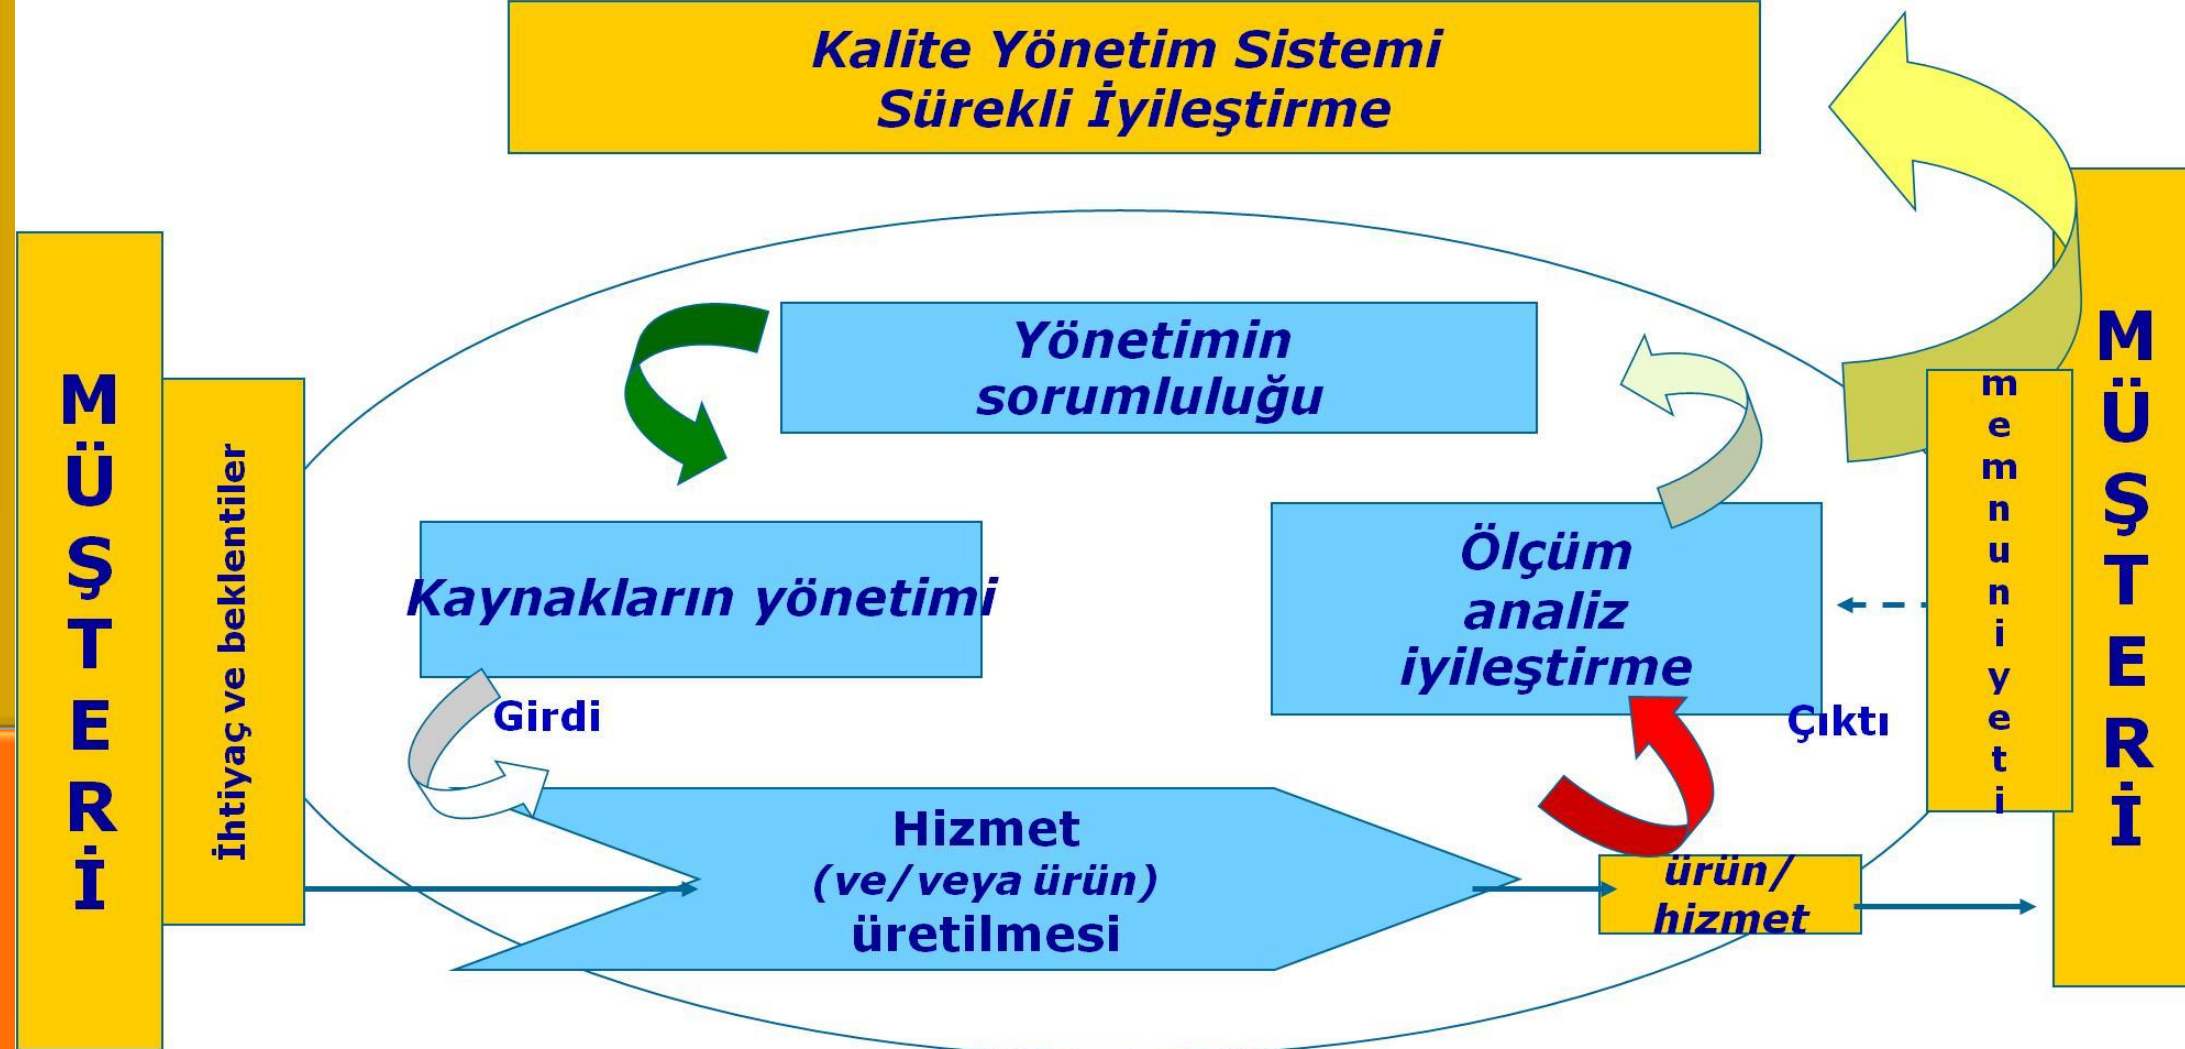 Kalite Yönetim Sistemi
Sürekli İyileştirme
MÜŞTERİ
İhtiyaç ve beklentiler
Yönetimin
sorumluluğu
Kaynakların yönetimi
Ölçüm
analiz
iyileştirme
Girdi
Çıktı
Hizmet
(ve/veya ürün)
üretilmesi
ürün/
hizmet
memnuniyeti
MÜŞTERİ